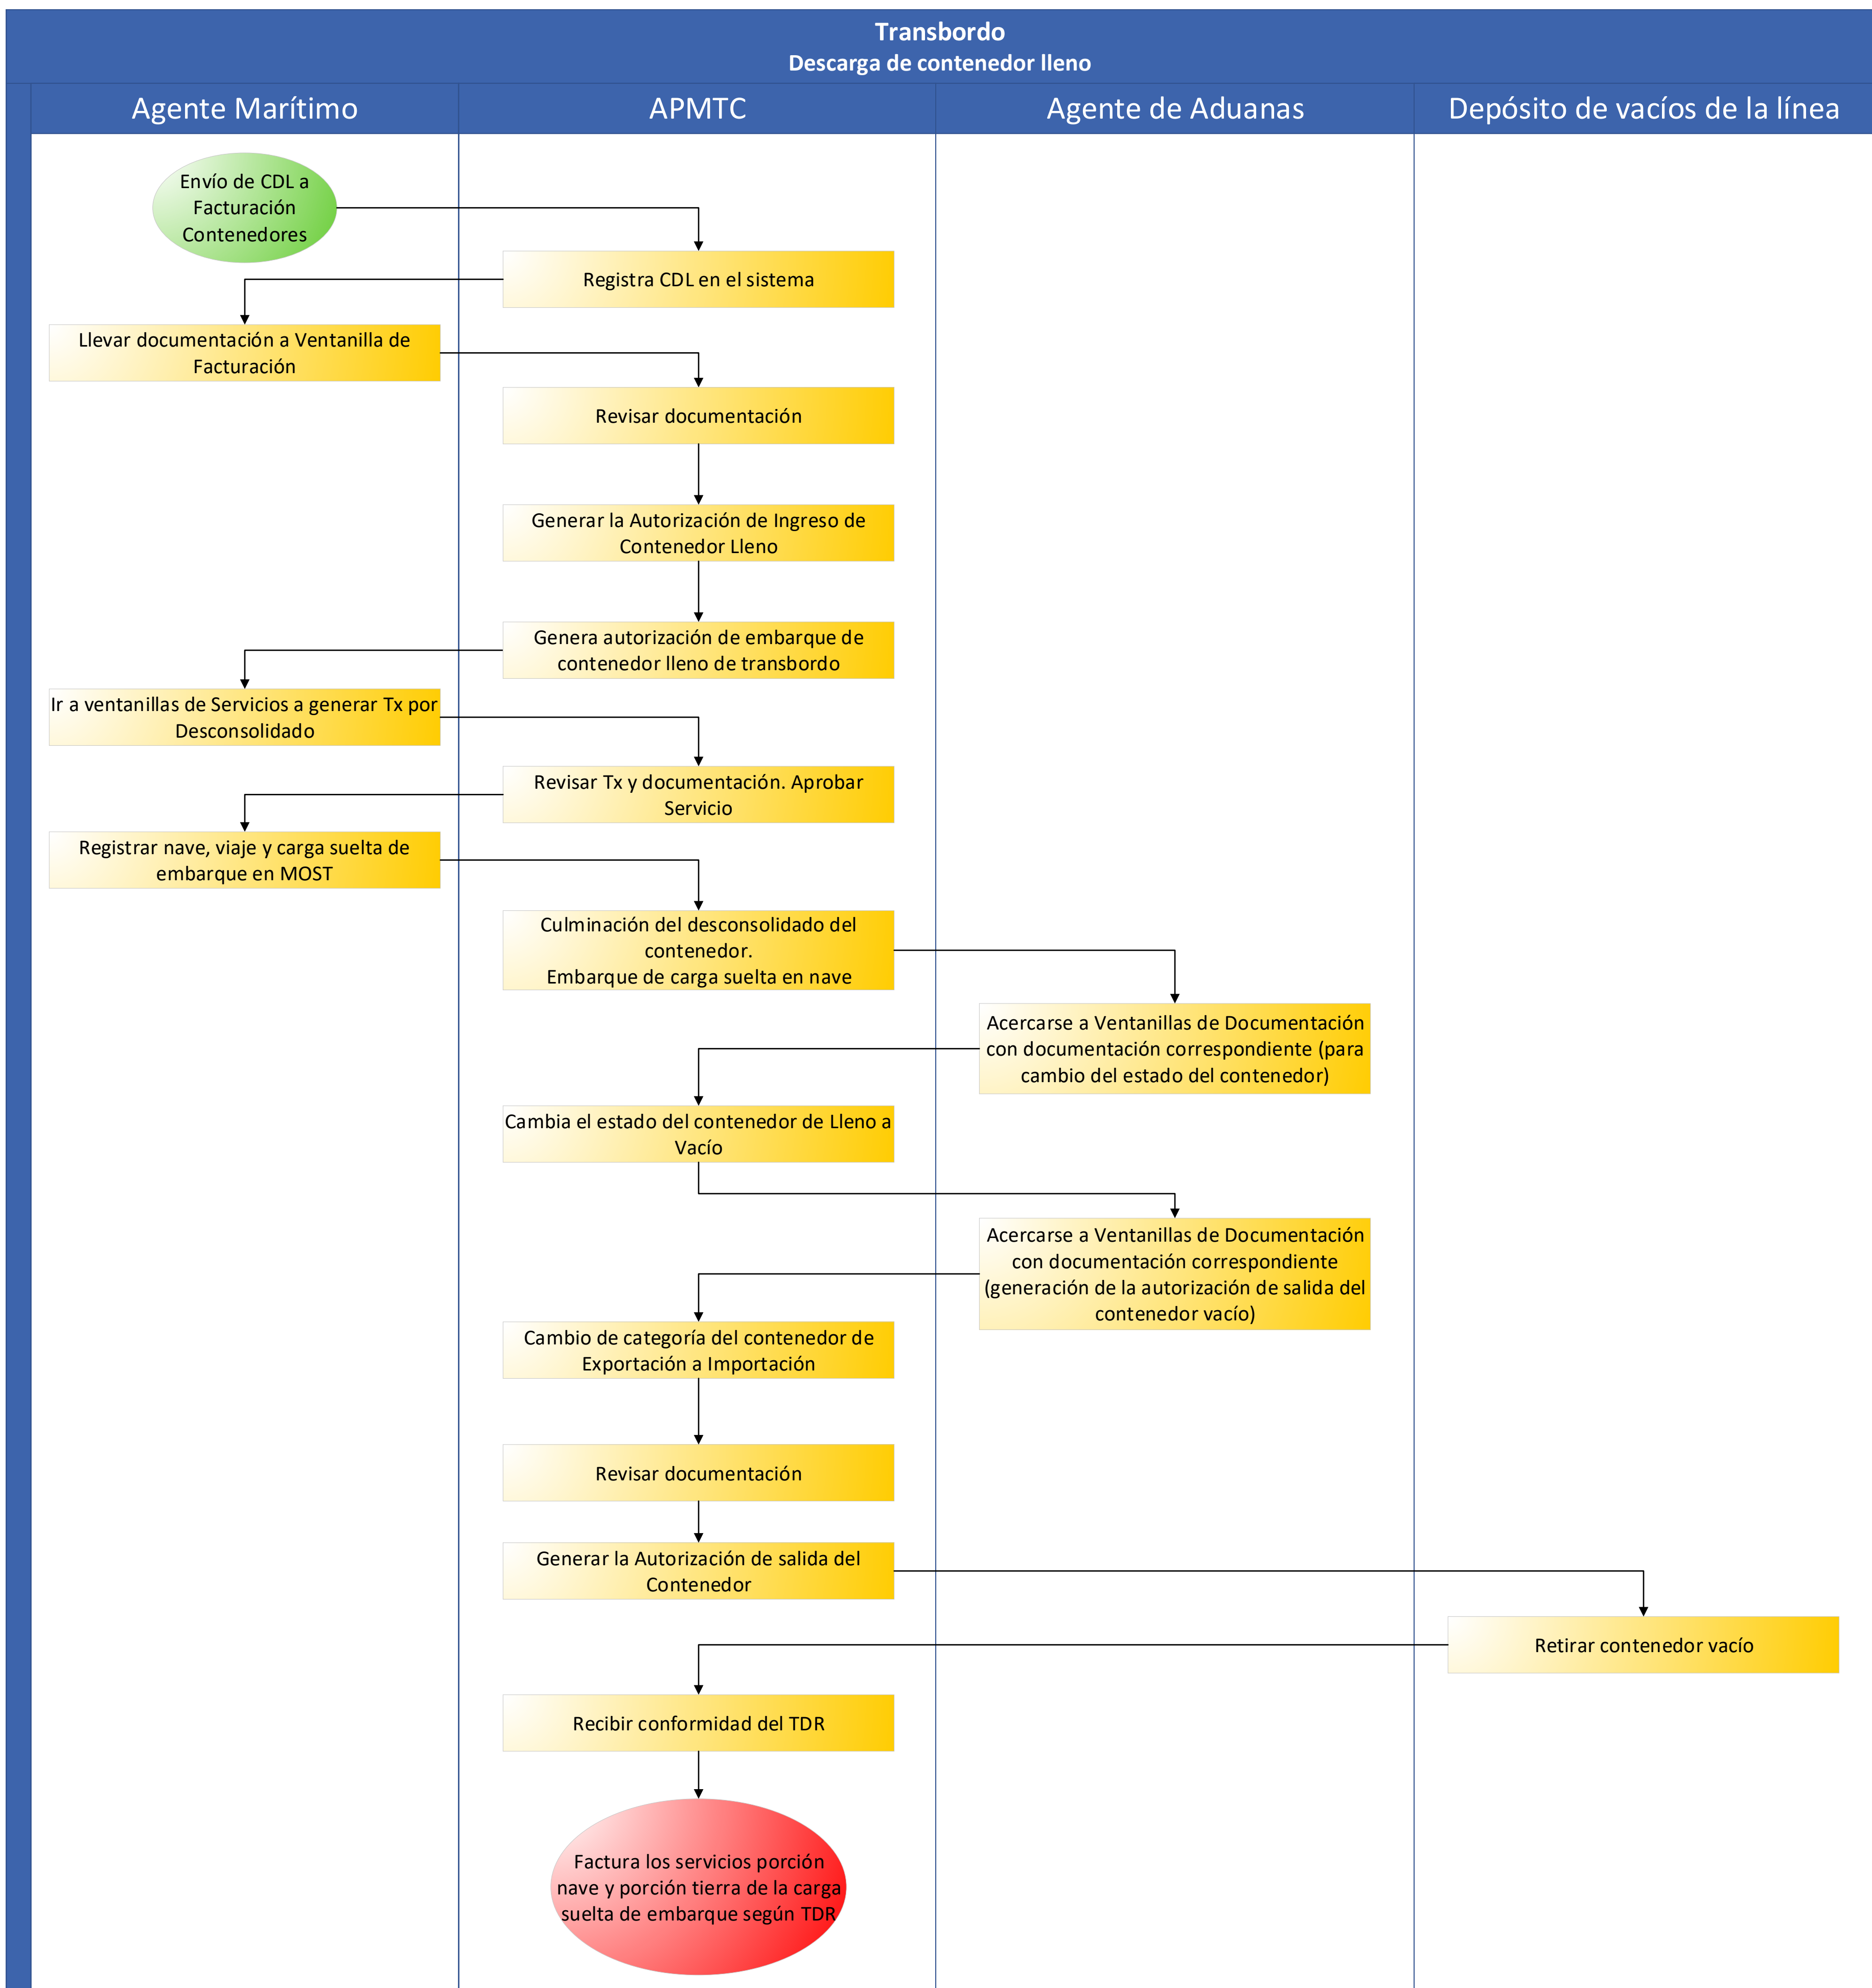 Transbordo
Descarga de contenedor lleno
Agente Marítimo
APMTC
Agente de Aduanas
Depósito de vacíos de la línea
Envío de CDL a
Facturación
Contenedores
Registra CDL en el sistema
Llevar documentación a Ventanilla de
Facturación
Revisar documentación
Generar la Autorización de Ingreso de
Contenedor Lleno
Genera autorización de embarque de
contenedor lleno de transbordo
Ir a ventanillas de Servicios a generar Tx por
Desconsolidado
Revisar Tx y documentación. Aprobar
Servicio
Registrar nave, viaje y carga suelta de
embarque en MOST
Culminación del desconsolidado del
contenedor.
Embarque de carga suelta en nave
Acercarse a Ventanillas de Documentación
con documentación correspondiente (para
cambio del estado del contenedor)
Cambia el estado del contenedor de Lleno a
Vacío
Acercarse a Ventanillas de Documentación
con documentación correspondiente
(generación de la autorización de salida del
contenedor vacío)
Cambio de categoría del contenedor de
Exportación a Importación
Revisar documentación
Generar la Autorización de salida del
Contenedor
Retirar contenedor vacío
Recibir conformidad del TDR
Factura los servicios porción
nave y porción tierra de la carga
suelta de embarque según TDR